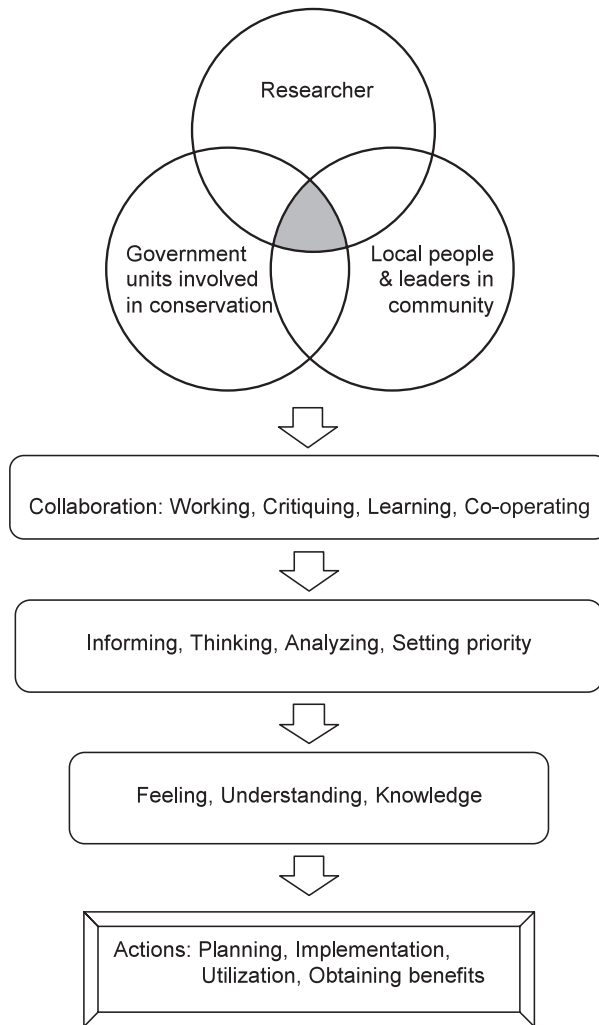 Researcher
Government
units involved
in conservation
Local people
& leaders in
community
Collaboration: Working, Critiquing, Learning, Co-operating
Informing, Thinking, Analyzing, Setting priority
Feeling, Understanding, Knowledge
Actions: Planning, Implementation,
Utilization, Obtaining benefits